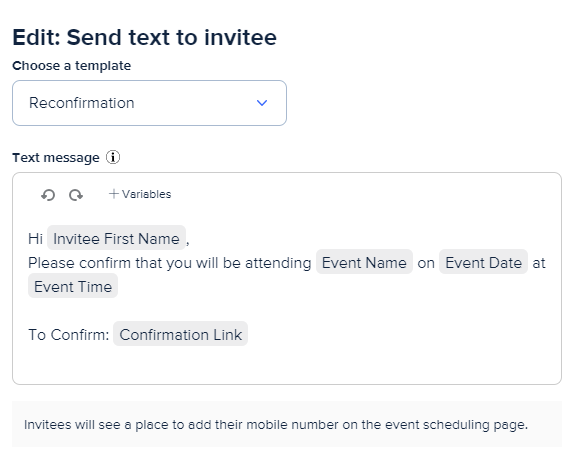 Edit: Send text to invitee
Choose a template
Reconfirmation
Text message
+ Variables
Hi Invitee First Name ,
Please confirm that you will be attending Event Name on Event Date at
Event Time
To Confirm: Confirmation Link
Invitees will see a place to add their mobile number on the event scheduling page.